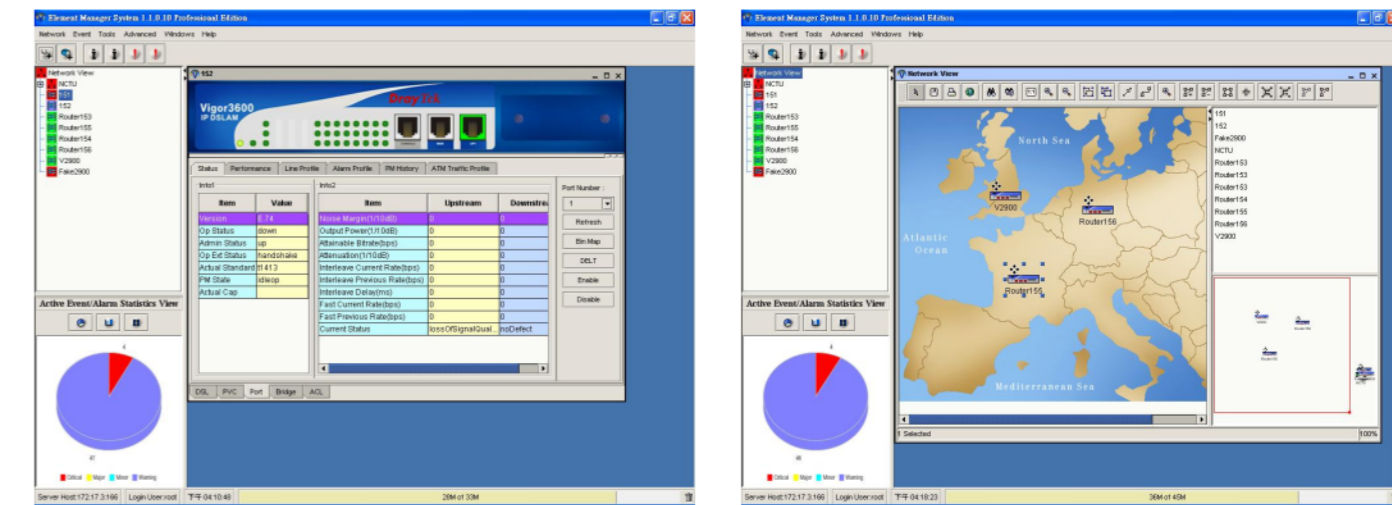 Element Manager System 1.1.0.10 Professional Edition
Network Event Tools Advanced Windows Help
Network View
NCTU
151
152
Router153
Router155
Router154
Router156
V2900
Fake2900
152
Vigor3600
IP DSLAM
DrayTek
Status Performance Line Profile Alarm Profile PM History ATM Traffic Profile
Info1
Item Value
Version E.74
Op Status down
Admin Status up
Op Ext Status handshake
Actual Standard t1413
PM State idleop
Actual Cap
Info2
Item Upstream Downstrea
Noise Margin(1/10dB) 0 0
Output Power(1/10dB) 0 0
Attainable Bitrate(bps) 0 0
Attenuation(1/10dB) 0 0
Interleave Current Rate(bps) 0 0
Interleave Previous Rate(bps) 0 0
Interleave Delay(ms) 0 0
Fast Current Rate(bps) 0 0
Fast Previous Rate(bps) 0 0
Current Status lossOfSignalQual... noDefect
Port Number :
1
Refresh
Bin Map
DELT
Enable
Disable
DSL PVC Port Bridge ACL
Active Event/Alarm Statistics View
4
47
Critical Major Minor Warning
Server Host:172.17.3.166 Login User:root 下午 04:10:48 28M of 33M
Element Manager System 1.1.0.10 Professional Edition
Network Event Tools Advanced Windows Help
Network View
NCTU
151
152
Router153
Router155
Router154
Router156
V2900
Fake2900
Network View
North Sea
V2900
Router156
Atlantic
Ocean
Router155
Mediterranean Sea
151
152
Fake2900
NCTU
Router153
Router153
Router153
Router154
Router155
Router156
V2900
1 Selected 100%
Active Event/Alarm Statistics View
4
Critical Major Minor Warning
Server Host:172.17.3.166 Login User:root 下午 04:18:23 36M of 45M